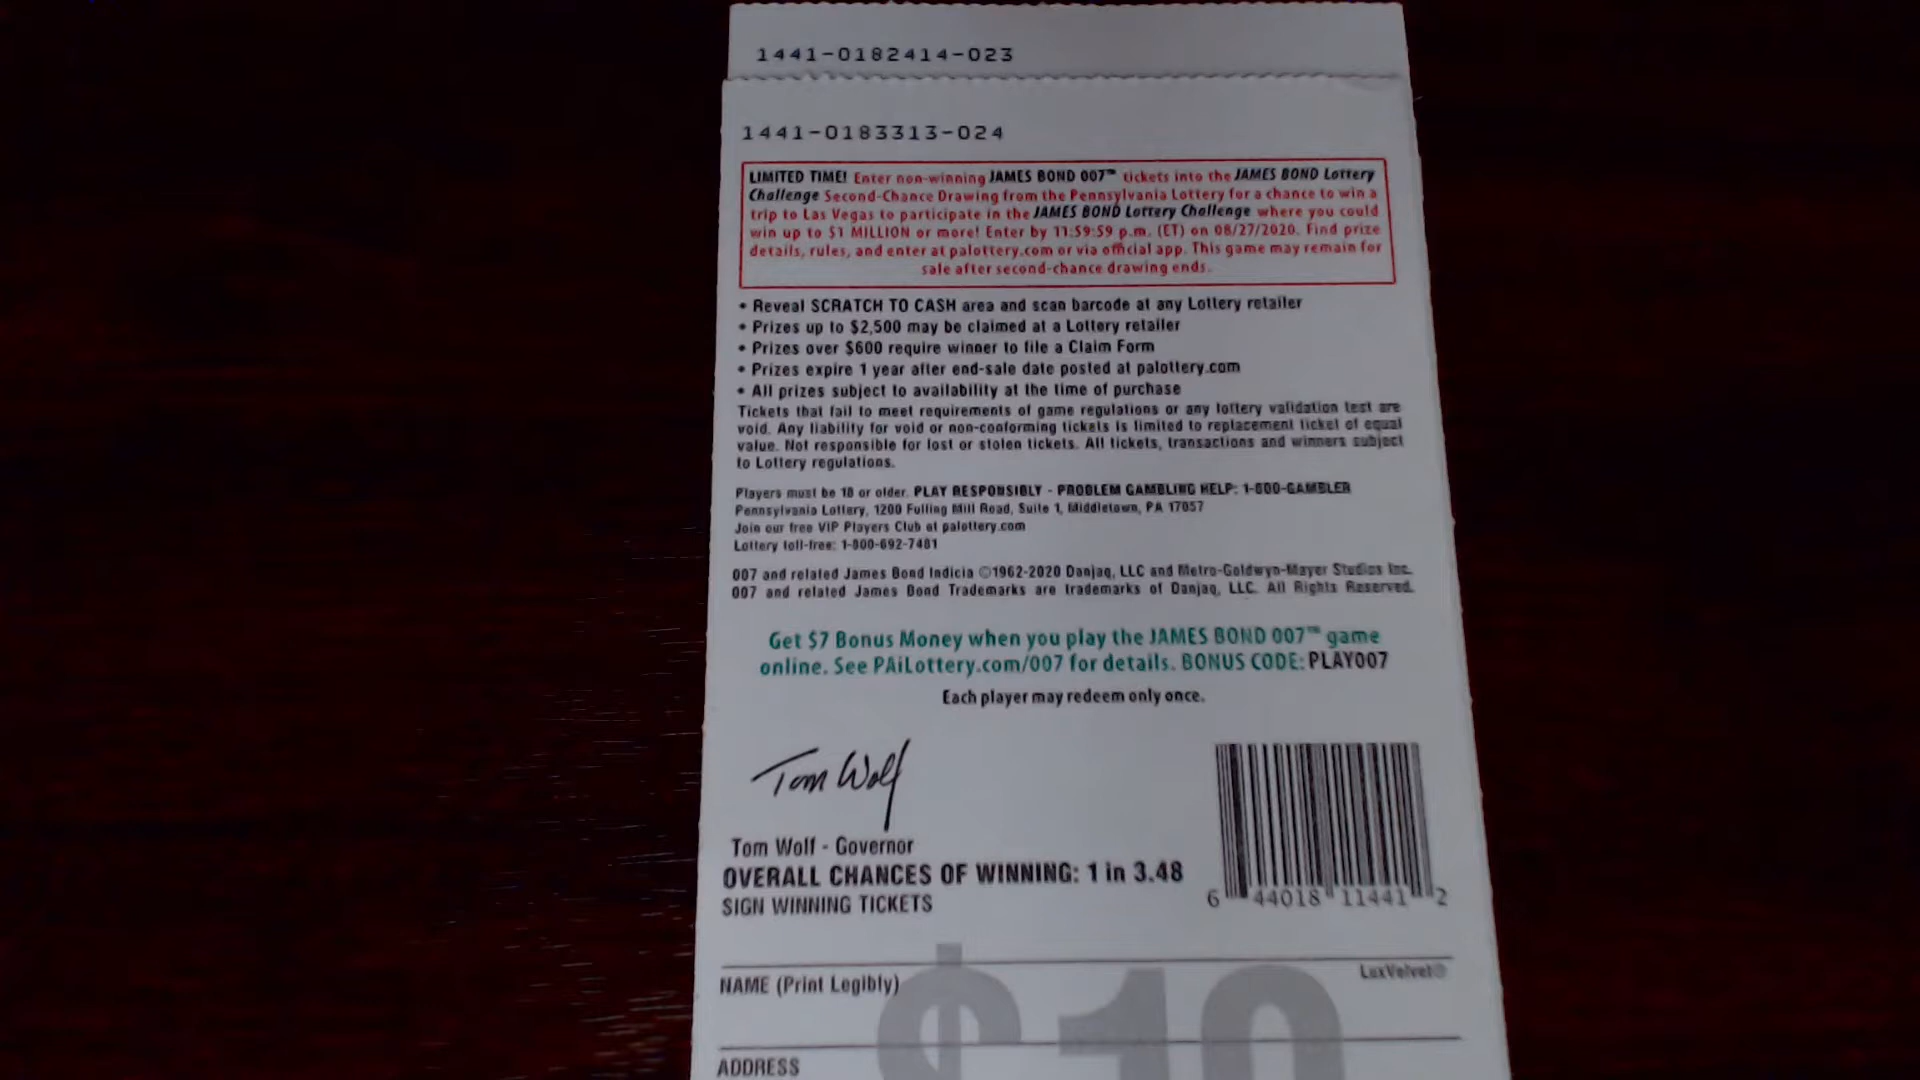 1441-0182414-023
1441-0183313-024
LIMITED TIME! Enter non-winning JAMES BOND 007™ tickets into the JAMES BOND Lottery
Challenge Second-Chance Drawing from the Pennsylvania Lottery for a chance to win a
trip to Las Vegas to participate in the JAMES BOND Lottery Challenge where you could
win up to $1 MILLION or more! Enter by 11:59:59 p.m. (ET) on 08/27/2020. Find prize
details, rules, and enter at palottery.com or via official app. This game may remain for
sale after second-chance drawing ends.
• Reveal SCRATCH TO CASH area and scan barcode at any Lottery retailer
• Prizes up to $2,500 may be claimed at a Lottery retailer
• Prizes over $600 require winner to file a Claim Form
• Prizes expire 1 year after end-sale date posted at palottery.com
• All prizes subject to availability at the time of purchase
Tickets that fail to meet requirements of game regulations or any lottery validation test are
void. Any liability for void or non-conforming tickets is limited to replacement ticket of equal
value. Not responsible for lost or stolen tickets. All tickets, transactions and winners subject
to Lottery regulations.
Players must be 18 or older. PLAY RESPONSIBLY - PROBLEM GAMBLING HELP: 1-800-GAMBLER
Pennsylvania Lottery, 1200 Fulling Mill Road, Suite 1, Middletown, PA 17057
Join our free VIP Players Club at palottery.com
Lottery toll-free: 1-800-692-7481
007 and related James Bond Indicia ©1962-2020 Danjaq, LLC and Metro-Goldwyn-Mayer Studios Inc.
007 and related James Bond Trademarks are trademarks of Danjaq, LLC. All Rights Reserved.
Get $7 Bonus Money when you play the JAMES BOND 007™ game
online. See PAiLottery.com/007 for details. BONUS CODE: PLAY007
Each player may redeem only once.
Tom Wolf
Tom Wolf - Governor
OVERALL CHANCES OF WINNING: 1 in 3.48
SIGN WINNING TICKETS
6 44018 11441 2
LuxVelvet®
NAME (Print Legibly)
$10
ADDRESS